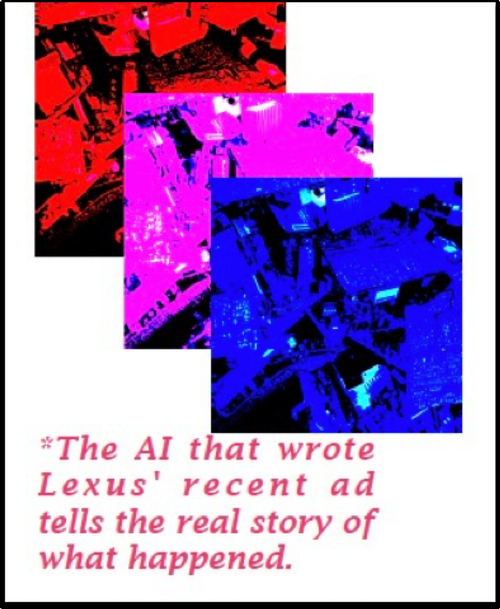 *The AI that wrote
Lexus' recent ad
tells the real story of
what happened.